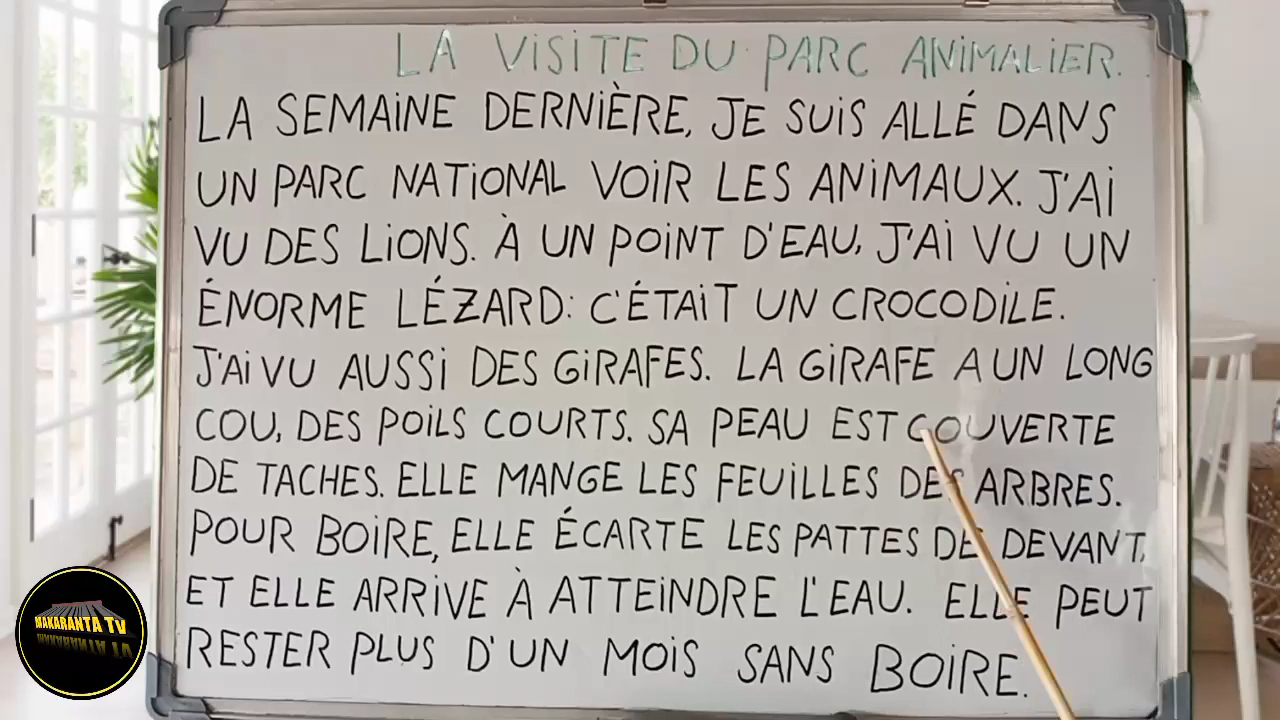 LA VISITE DU PARC ANIMALIER.
LA SEMAINE DERNIÈRE, JE SUIS ALLÉ DANS
UN PARC NATIONAL VOIR LES ANIMAUX. J'AI
VU DES LIONS. À UN POINT D'EAU, J'AI VU UN
ÉNORME LÉZARD: C'ÉTAIT UN CROCODILE.
J'AI VU AUSSI DES GIRAFES. LA GIRAFE A UN LONG
COU, DES POILS COURTS. SA PEAU EST COUVERTE
DE TACHES. ELLE MANGE LES FEUILLES DES ARBRES.
POUR BOIRE, ELLE ÉCARTE LES PATTES DE DEVANT,
ET ELLE ARRIVE À ATTEINDRE L'EAU. ELLE PEUT
RESTER PLUS D'UN MOIS SANS BOIRE.
MAKARANTA TV